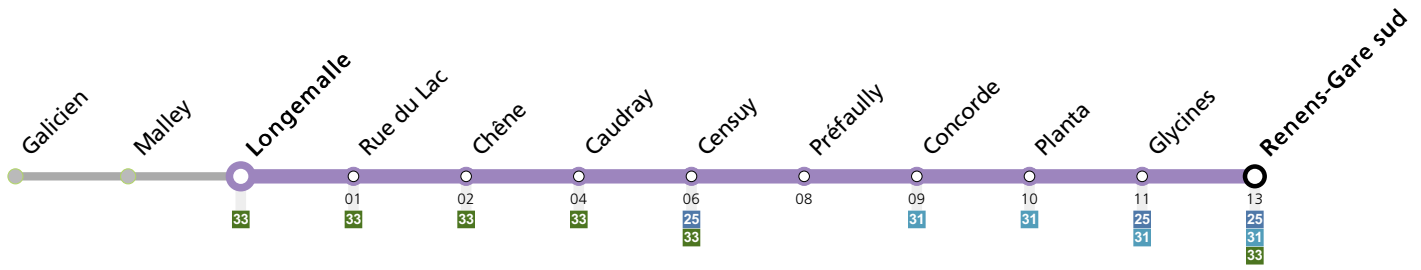 Galicien
Malley
Longemalle
Rue du Lac
Chêne
Caudray
Censuy
Préfaully
Concorde
Planta
Glycines
Renens-Gare sud
01 02 04 06 08 09 10 11 13
33 33 33 33 25 31 31 25 25
33 31 31
33